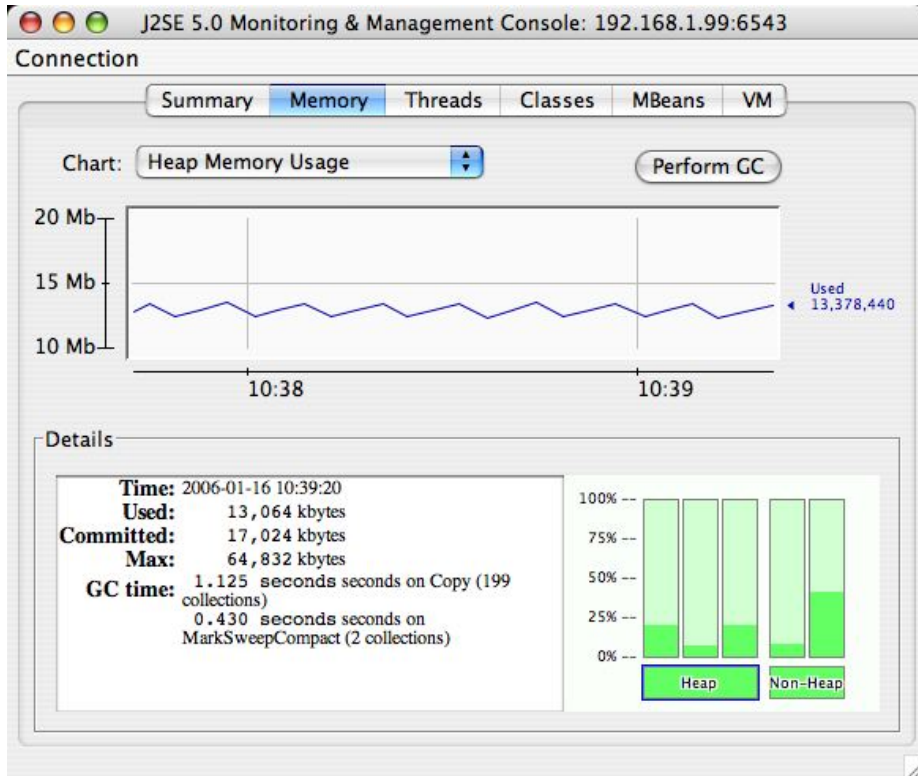 J2SE 5.0 Monitoring & Management Console: 192.168.1.99:6543
Connection
Summary Memory Threads Classes MBeans VM
Chart: Heap Memory Usage Perform GC
20 Mb
15 Mb
10 Mb
Used
13,378,440
10:38 10:39
Details
Time: 2006-01-16 10:39:20
Used: 13,064 kbytes
Committed: 17,024 kbytes
Max: 64,832 kbytes
GC time: 1.125 seconds seconds on Copy (199
collections)
0.430 seconds seconds on
MarkSweepCompact (2 collections)
100% --
75% --
50% --
25% --
0% --
Heap Non-Heap